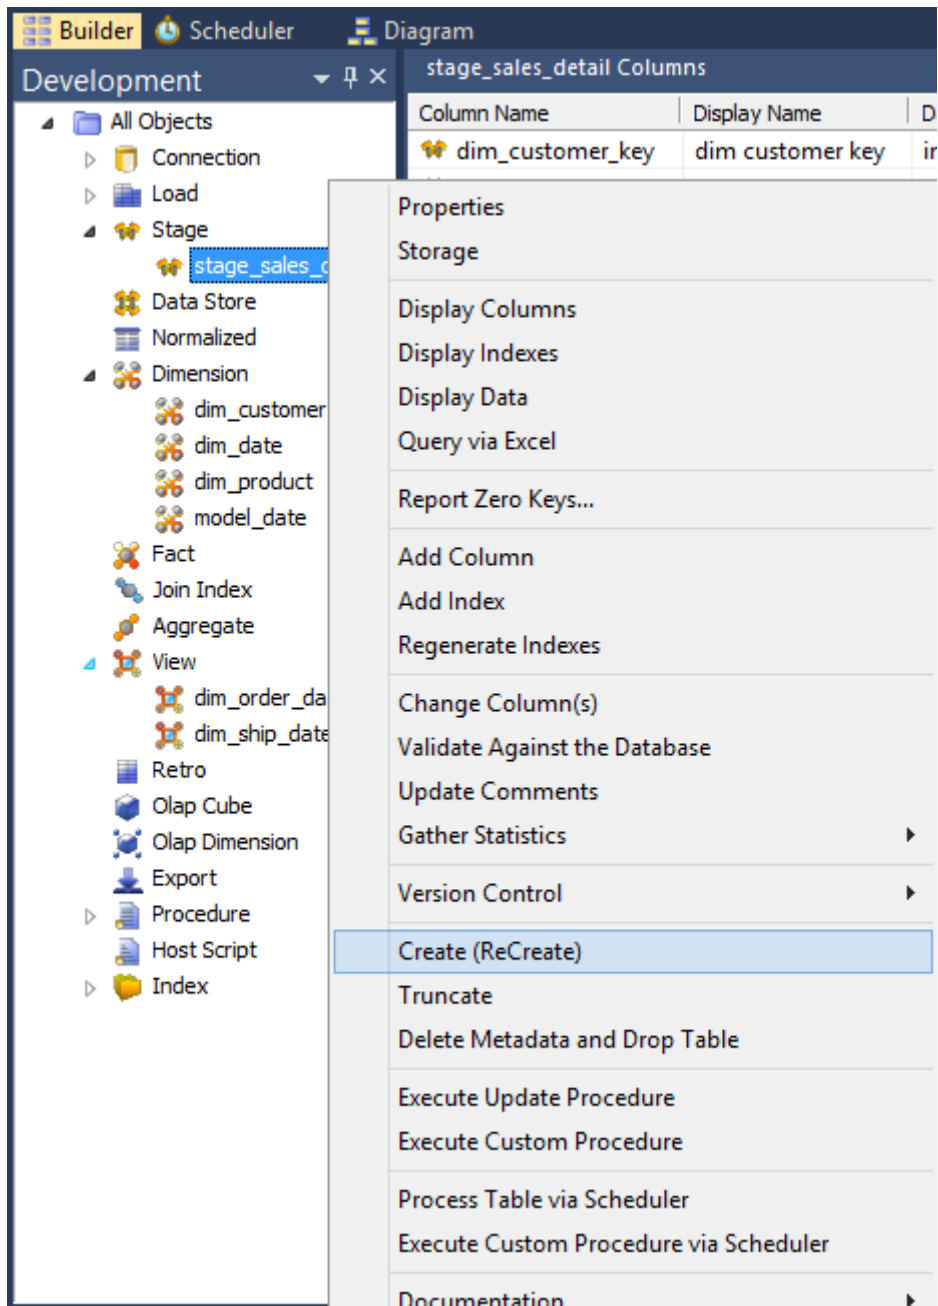 Builder Scheduler Diagram
Development
All Objects
Connection
Load
Stage
stage_sales_
Data Store
Normalized
Dimension
dim_customer
dim_date
dim_product
model_date
Fact
Join Index
Aggregate
View
dim_order_da
dim_ship_date
Retro
Olap Cube
Olap Dimension
Export
Procedure
Host Script
Index
stage_sales_detail Columns
Column Name Display Name D
dim_customer_key dim customer key
Properties
Storage
Display Columns
Display Indexes
Display Data
Query via Excel
Report Zero Keys...
Add Column
Add Index
Regenerate Indexes
Change Column(s)
Validate Against the Database
Update Comments
Gather Statistics
Version Control
Create (ReCreate)
Truncate
Delete Metadata and Drop Table
Execute Update Procedure
Execute Custom Procedure
Process Table via Scheduler
Execute Custom Procedure via Scheduler
Documentation